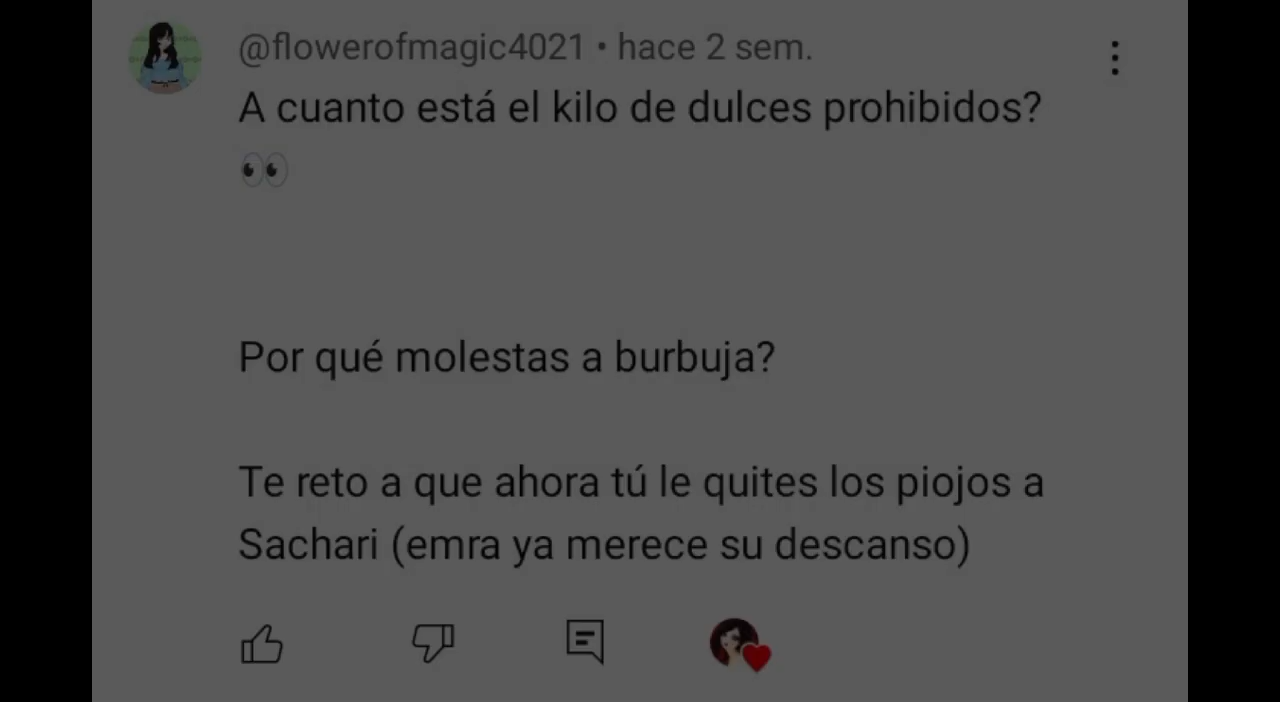 @flowerofmagic4021 • hace 2 sem.
A cuanto está el kilo de dulces prohibidos?
👀
Por qué molestas a burbuja?
Te reto a que ahora tú le quites los piojos a
Sachari (emra ya merece su descanso)